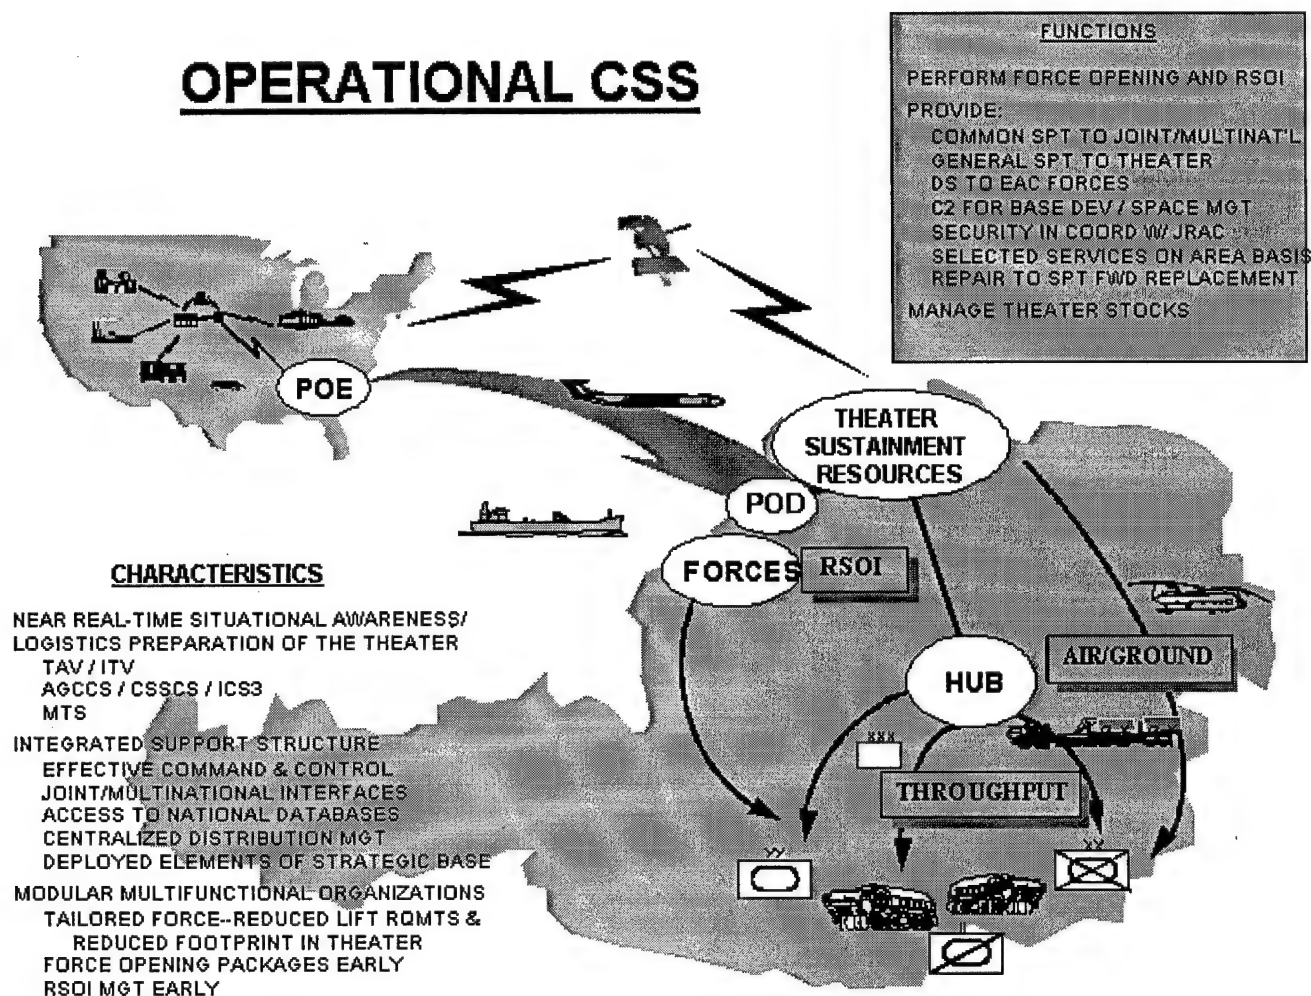 OPERATIONAL CSS
FUNCTIONS
PERFORM FORCE OPENING AND RSOI
PROVIDE:
COMMON SPT TO JOINT/MULTINAT'L
GENERAL SPT TO THEATER
DS TO EAC FORCES
C2 FOR BASE DEV / SPACE MGT
SECURITY IN COORD W/ JRAC
SELECTED SERVICES ON AREA BASIS
REPAIR TO SPT FWD REPLACEMENT
MANAGE THEATER STOCKS
POE
THEATER
SUSTAINMENT
RESOURCES
POD
FORCES
RSOI
HUB
AIR/GROUND
XXX
THROUGHPUT
XX
XX
II
CHARACTERISTICS
NEAR REAL-TIME SITUATIONAL AWARENESS/
LOGISTICS PREPARATION OF THE THEATER
TAV / ITV
AGCCS / CSSCS / ICS3
MTS
INTEGRATED SUPPORT STRUCTURE
EFFECTIVE COMMAND & CONTROL
JOINT/MULTINATIONAL INTERFACES
ACCESS TO NATIONAL DATABASES
CENTRALIZED DISTRIBUTION MGT
DEPLOYED ELEMENTS OF STRATEGIC BASE
MODULAR MULTIFUNCTIONAL ORGANIZATIONS
TAILORED FORCE--REDUCED LIFT RQMTS &
REDUCED FOOTPRINT IN THEATER
FORCE OPENING PACKAGES EARLY
RSOI MGT EARLY